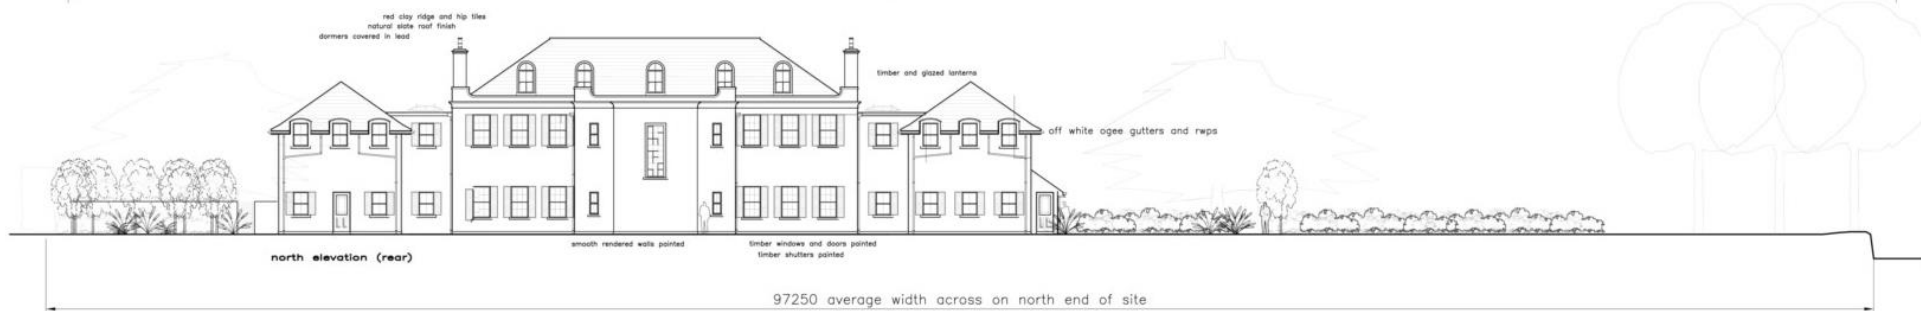 red clay ridge and hip tiles
natural slate roof finish
dormers covered in lead
timber and glazed lanterns
off white ogee gutters and rwps
smooth rendered walls painted
timber windows and doors painted
timber shutters painted
north elevation (rear)
97250 average width across on north end of site